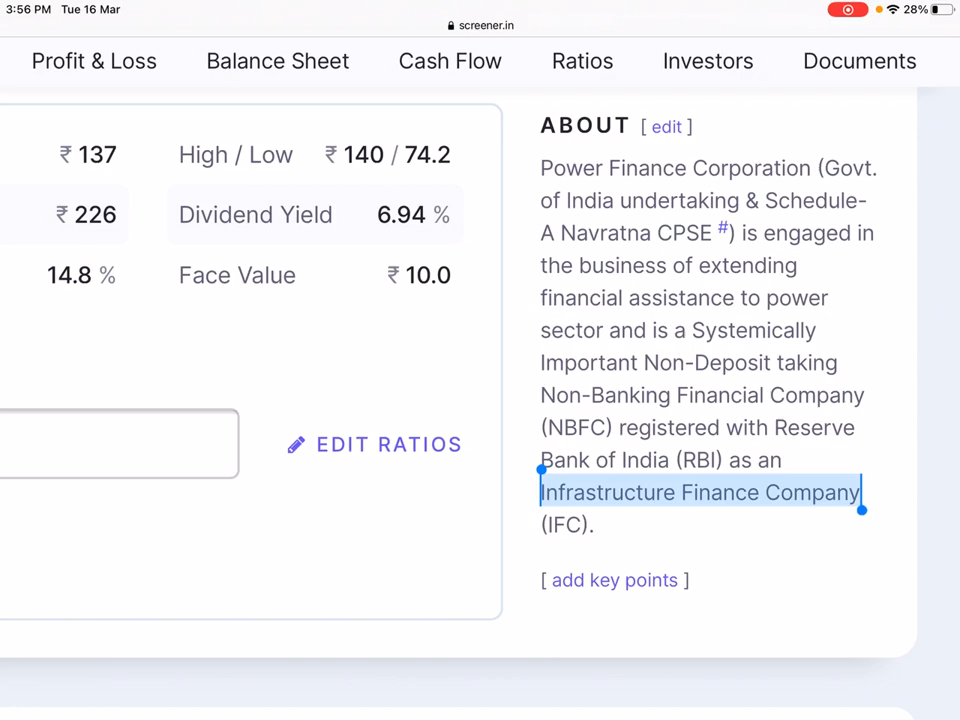 3:56 PM Tue 16 Mar
28%
screener.in
Profit & Loss Balance Sheet Cash Flow Ratios Investors Documents
₹ 137 High / Low ₹ 140 / 74.2
₹ 226 Dividend Yield 6.94 %
14.8 % Face Value ₹ 10.0
EDIT RATIOS
ABOUT [ edit ]
Power Finance Corporation (Govt.
of India undertaking & Schedule-
A Navratna CPSE #) is engaged in
the business of extending
financial assistance to power
sector and is a Systemically
Important Non-Deposit taking
Non-Banking Financial Company
(NBFC) registered with Reserve
Bank of India (RBI) as an
Infrastructure Finance Company
(IFC).
[ add key points ]